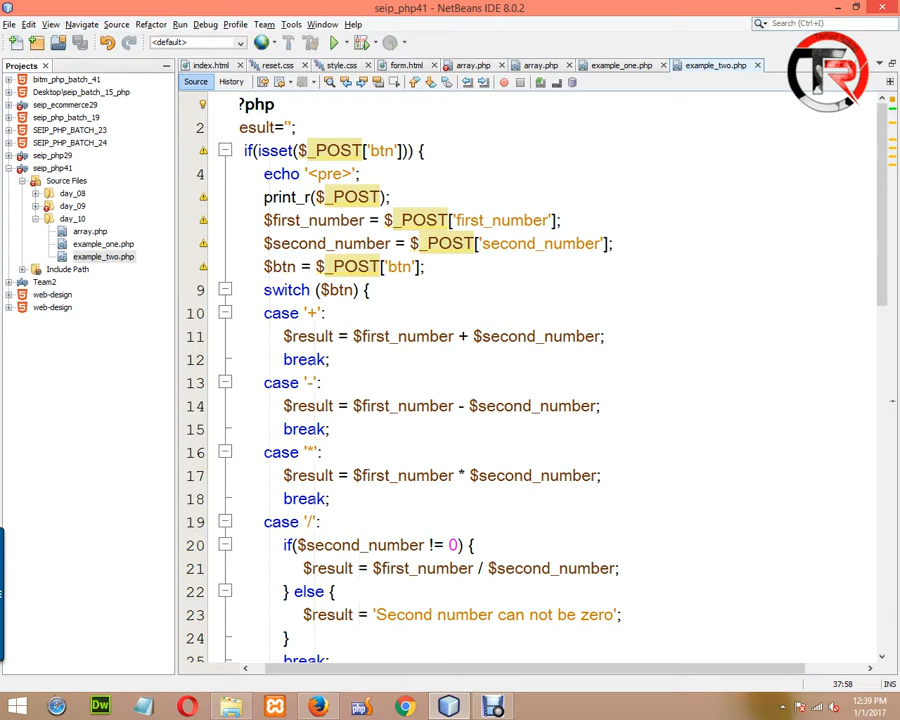 seip_php41 - NetBeans IDE 8.0.2
File Edit View Navigate Source Refactor Run Debug Profile Team Tools Window Help
Search (Ctrl+I)
<default>
Projects
index.html reset.css style.css form.html array.php array.php example_one.php example_two.php
Source History
bitm_php_batch_41
Desktop/seip_batch_15_php
seip_ecommerce29
seip_php_batch_19
SEIP_PHP_BATCH_23
SEIP_PHP_BATCH_24
seip_php29
seip_php41
Source Files
day_08
day_09
day_10
array.php
example_one.php
example_two.php
Include Path
Team2
web-design
web-design
TR
?php
2 esult='';
if(isset($_POST['btn'])) {
4 echo '<pre>';
print_r($_POST);
$first_number = $_POST['first_number'];
$second_number = $_POST['second_number'];
$btn = $_POST['btn'];
9 switch ($btn) {
10 case '+':
11 $result = $first_number + $second_number;
12 break;
13 case '-':
14 $result = $first_number - $second_number;
15 break;
16 case '*':
17 $result = $first_number * $second_number;
18 break;
19 case '/':
20 if($second_number != 0) {
21 $result = $first_number / $second_number;
22 } else {
23 $result = 'Second number can not be zero';
24 }
25 break;
37:58 INS
Dw
php
12:39 PM
1/1/2017